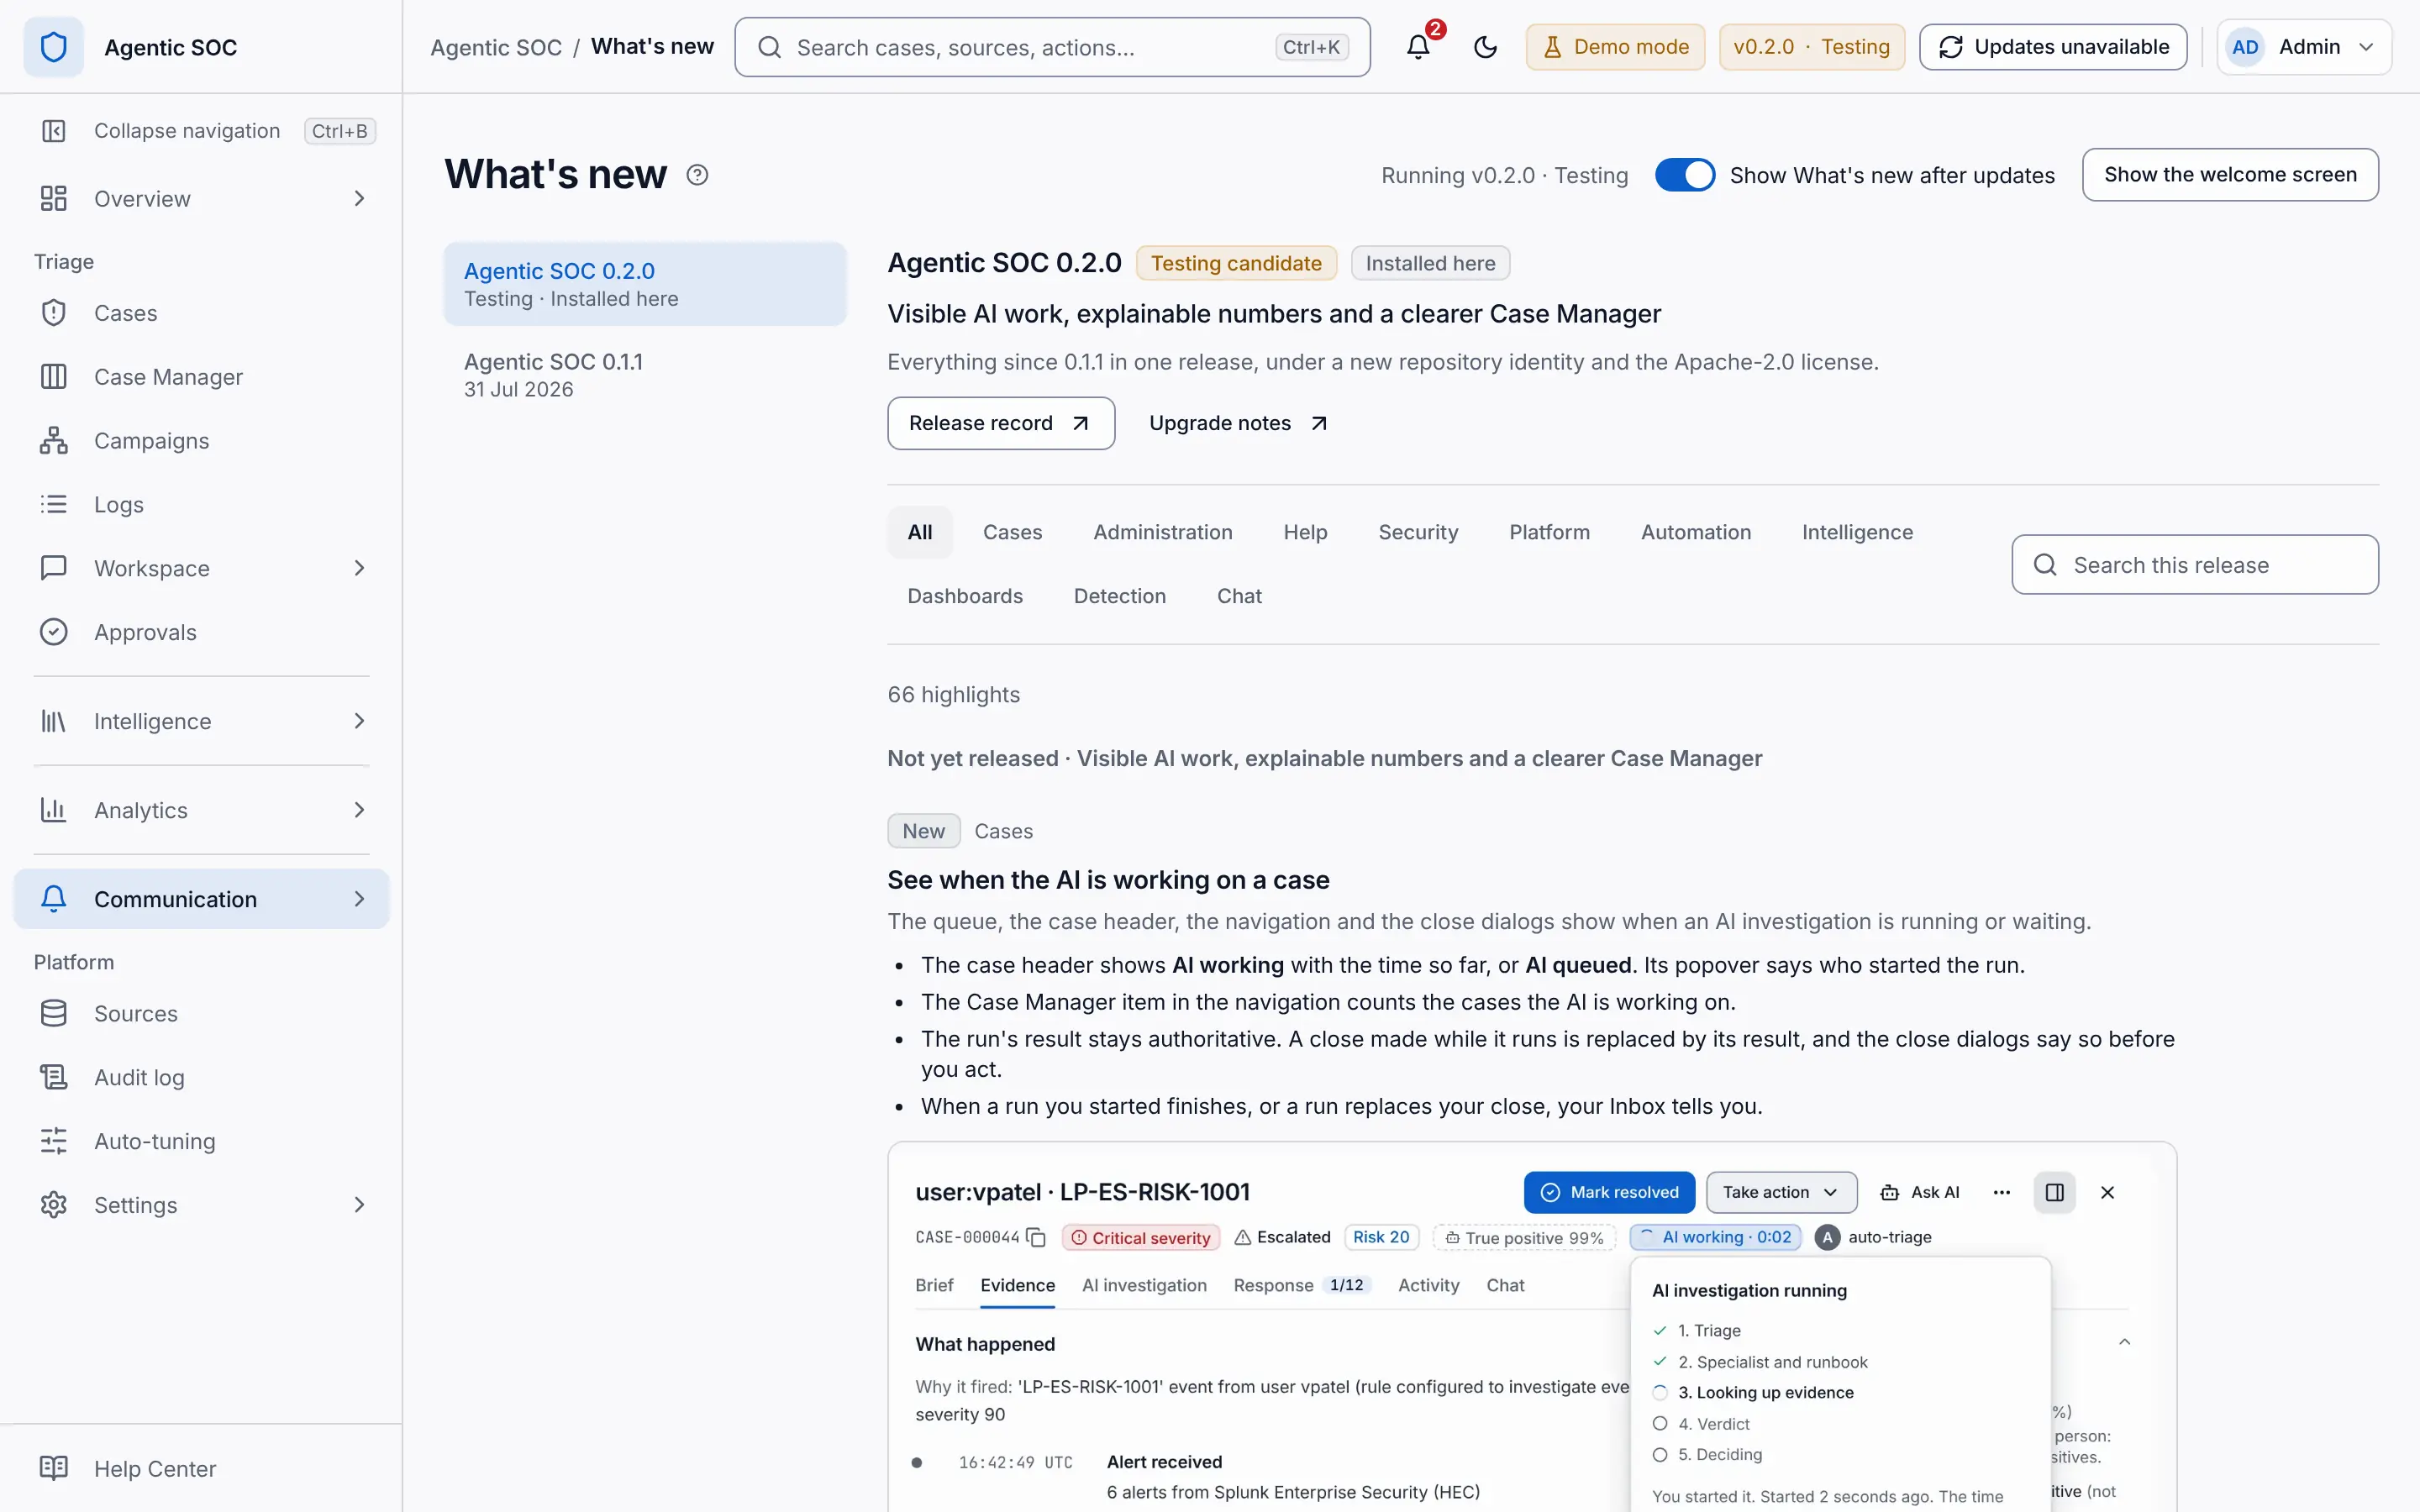 Agentic SOC
Agentic SOC / What's new
Search cases, sources, actions...
Ctrl+K
2
Demo mode
v0.2.0 · Testing
Updates unavailable
AD
Admin
Collapse navigation
Ctrl+B
Overview
Triage
Cases
Case Manager
Campaigns
Logs
Workspace
Approvals
Intelligence
Analytics
Communication
Platform
Sources
Audit log
Auto-tuning
Settings
Help Center
What's new
Running v0.2.0 · Testing
Show What's new after updates
Show the welcome screen
Agentic SOC 0.2.0
Testing · Installed here
Agentic SOC 0.1.1
31 Jul 2026
Agentic SOC 0.2.0
Testing candidate
Installed here
Visible AI work, explainable numbers and a clearer Case Manager
Everything since 0.1.1 in one release, under a new repository identity and the Apache-2.0 license.
Release record
Upgrade notes
All
Cases
Administration
Help
Security
Platform
Automation
Intelligence
Dashboards
Detection
Chat
Search this release
66 highlights
Not yet released · Visible AI work, explainable numbers and a clearer Case Manager
New
Cases
See when the AI is working on a case
The queue, the case header, the navigation and the close dialogs show when an AI investigation is running or waiting.
• The case header shows AI working with the time so far, or AI queued. Its popover says who started the run.
• The Case Manager item in the navigation counts the cases the AI is working on.
• The run's result stays authoritative. A close made while it runs is replaced by its result, and the close dialogs say so before
you act.
• When a run you started finishes, or a run replaces your close, your Inbox tells you.
user:vpatel · LP-ES-RISK-1001
Mark resolved
Take action
Ask AI
CASE-000044
Critical severity
Escalated
Risk 20
True positive 99%
AI working · 0:02
A
auto-triage
Brief
Evidence
AI investigation
Response 1/12
Activity
Chat
What happened
Why it fired: 'LP-ES-RISK-1001' event from user vpatel (rule configured to investigate eve
severity 90
16:42:49 UTC
Alert received
6 alerts from Splunk Enterprise Security (HEC)
AI investigation running
1. Triage
2. Specialist and runbook
3. Looking up evidence
4. Verdict
5. Deciding
You started it. Started 2 seconds ago. The time
%)
person:
sitives.
itive (not